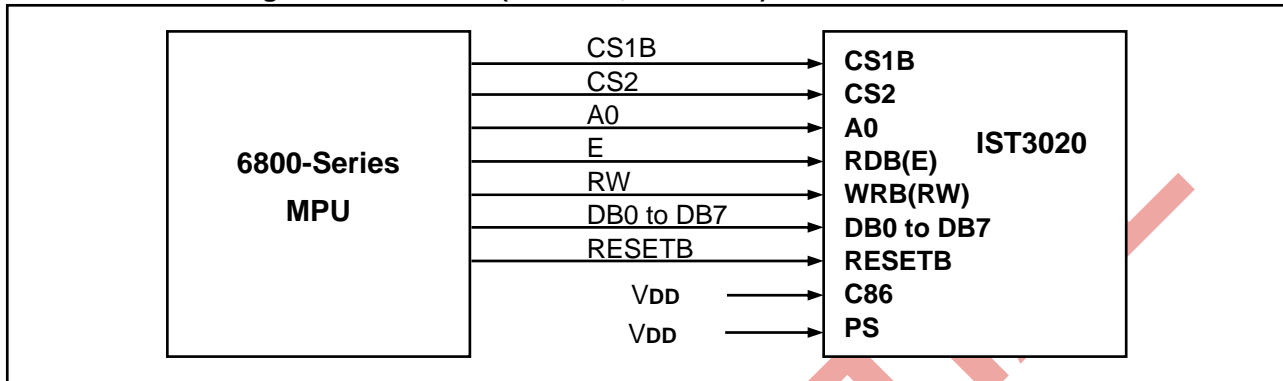 CS1B
CS2
A0
E
RW
DB0 to DB7
RESETB
VDD
VDD
6800-Series
MPU
CS1B
CS2
A0
RDB(E)
WRB(RW)
DB0 to DB7
RESETB
C86
PS
IST3020